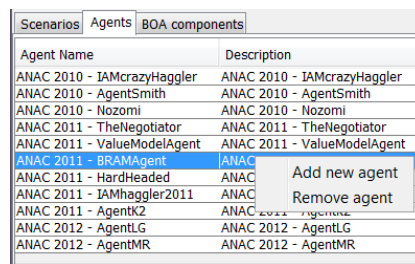 Scenarios Agents BOA components
Agent Name Description
ANAC 2010 - IAMcrazyHaggler ANAC 2010 - IAMcrazyHaggler
ANAC 2010 - AgentSmith ANAC 2010 - AgentSmith
ANAC 2010 - Nozomi ANAC 2010 - Nozomi
ANAC 2011 - TheNegotiator ANAC 2011 - TheNegotiator
ANAC 2011 - ValueModelAgent ANAC 2011 - ValueModelAgent
ANAC 2011 - BRAMAgent ANAC
ANAC 2011 - HardHeaded ANAC Add new agent
ANAC 2011 - IAMhaggler2011 ANAC Remove agent
ANAC 2011 - AgentK2 ANAC 2011 - AgentK2
ANAC 2012 - AgentLG ANAC 2012 - AgentLG
ANAC 2012 - AgentMR ANAC 2012 - AgentMR